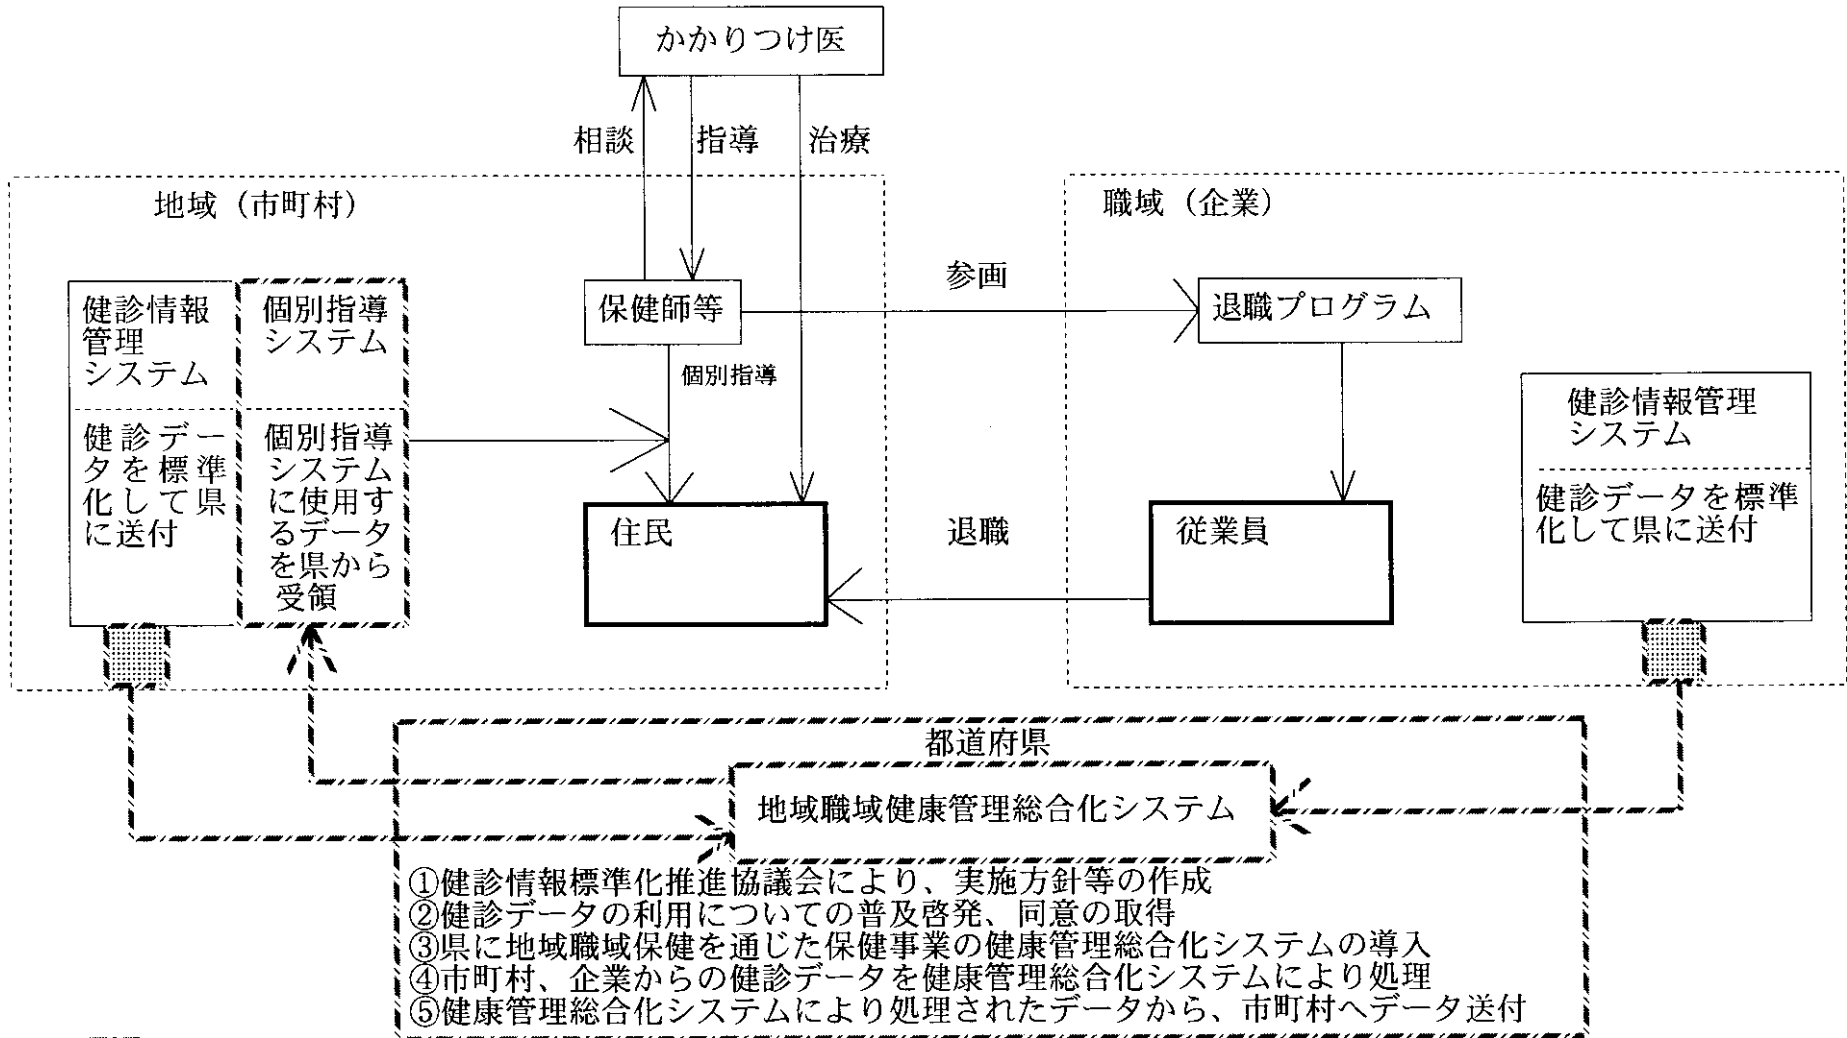 かかりつけ医
相談
指導
治療
地域（市町村）
職域（企業）
健診情報
管理
システム
個別指導
システム
保健師等
参画
退職プログラム
個別指導
健診情報管理
システム
健診デー
タを標準
化して県
に送付
個別指導
システム
に使用す
るデータ
を県から
受領
住民
退職
従業員
健診データを標準
化して県に送付
都道府県
地域職域健康管理総合化システム
①健診情報標準化推進協議会により、実施方針等の作成
②健診データの利用についての普及啓発、同意の取得
③県に地域職域保健を通じた保健事業の健康管理総合化システムの導入
④市町村、企業からの健診データを健康管理総合化システムにより処理
⑤健康管理総合化システムにより処理されたデータから、市町村へデータ送付